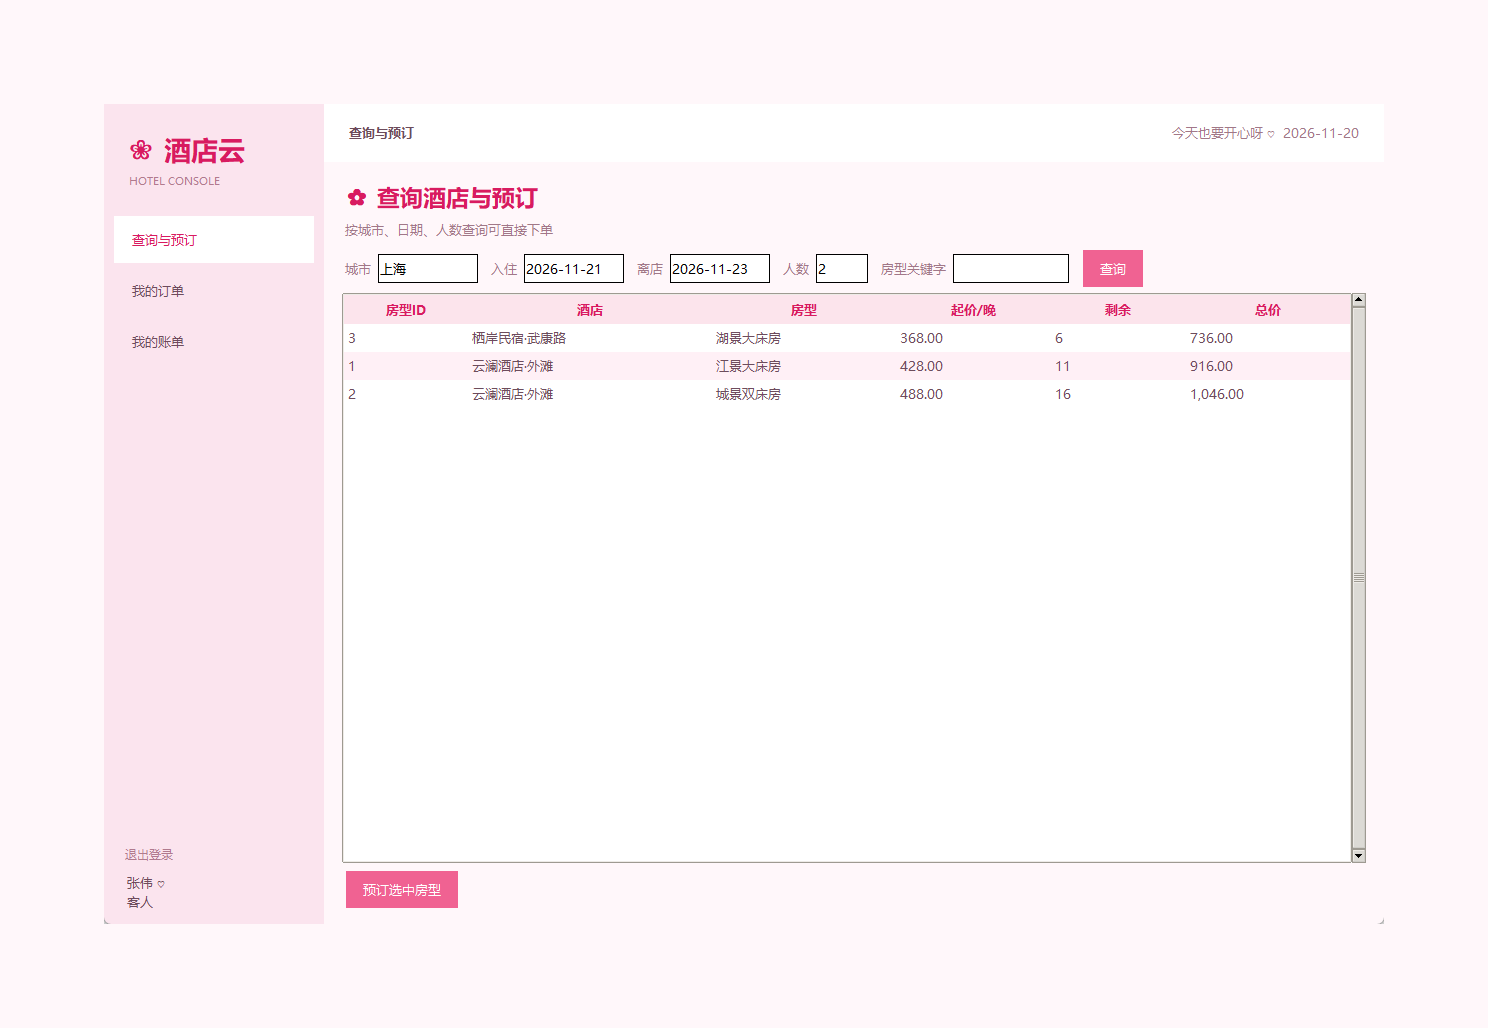 ❀ 酒店云
HOTEL CONSOLE
查询与预订
我的订单
我的账单
退出登录
张伟 ♡
客人
查询与预订
今天也要开心呀 ♡ 2026-11-20
✿ 查询酒店与预订
按城市、日期、人数查询可直接下单
城市 上海 入住 2026-11-21 离店 2026-11-23 人数 2 房型关键字 查询
房型ID 酒店 房型 起价/晚 剩余 总价
3 栖岸民宿·武康路 湖景大床房 368.00 6 736.00
1 云澜酒店·外滩 江景大床房 428.00 11 916.00
2 云澜酒店·外滩 城景双床房 488.00 16 1,046.00
预订选中房型